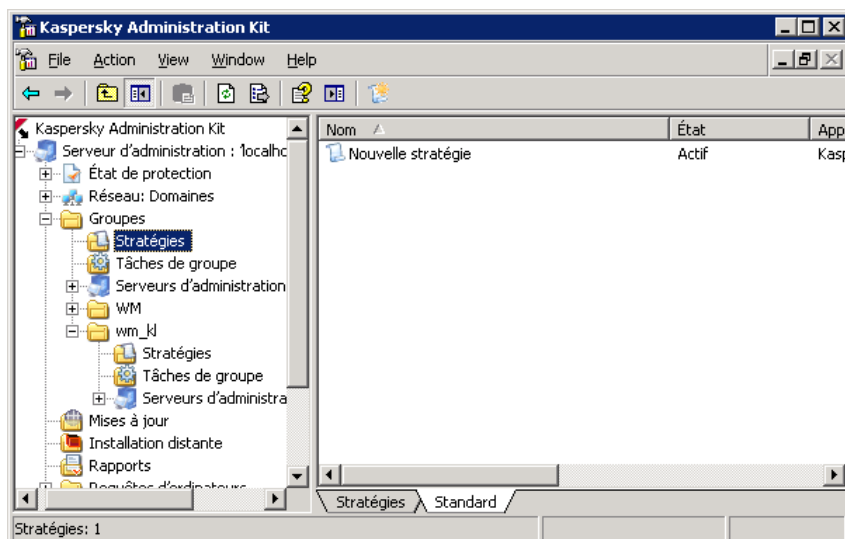 Kaspersky Administration Kit
File Action View Window Help
Kaspersky Administration Kit
Serveur d'administration : 'localhc
État de protection
Réseau: Domaines
Groupes
Stratégies
Tâches de groupe
Serveurs d'administration
WM
wm_kl
Stratégies
Tâches de groupe
Serveurs d'administra
Mises à jour
Installation distante
Rapports
Requêtes d'ordinateurs
Nom État App
Nouvelle stratégie Actif Kasp
Stratégies Standard
Stratégies: 1